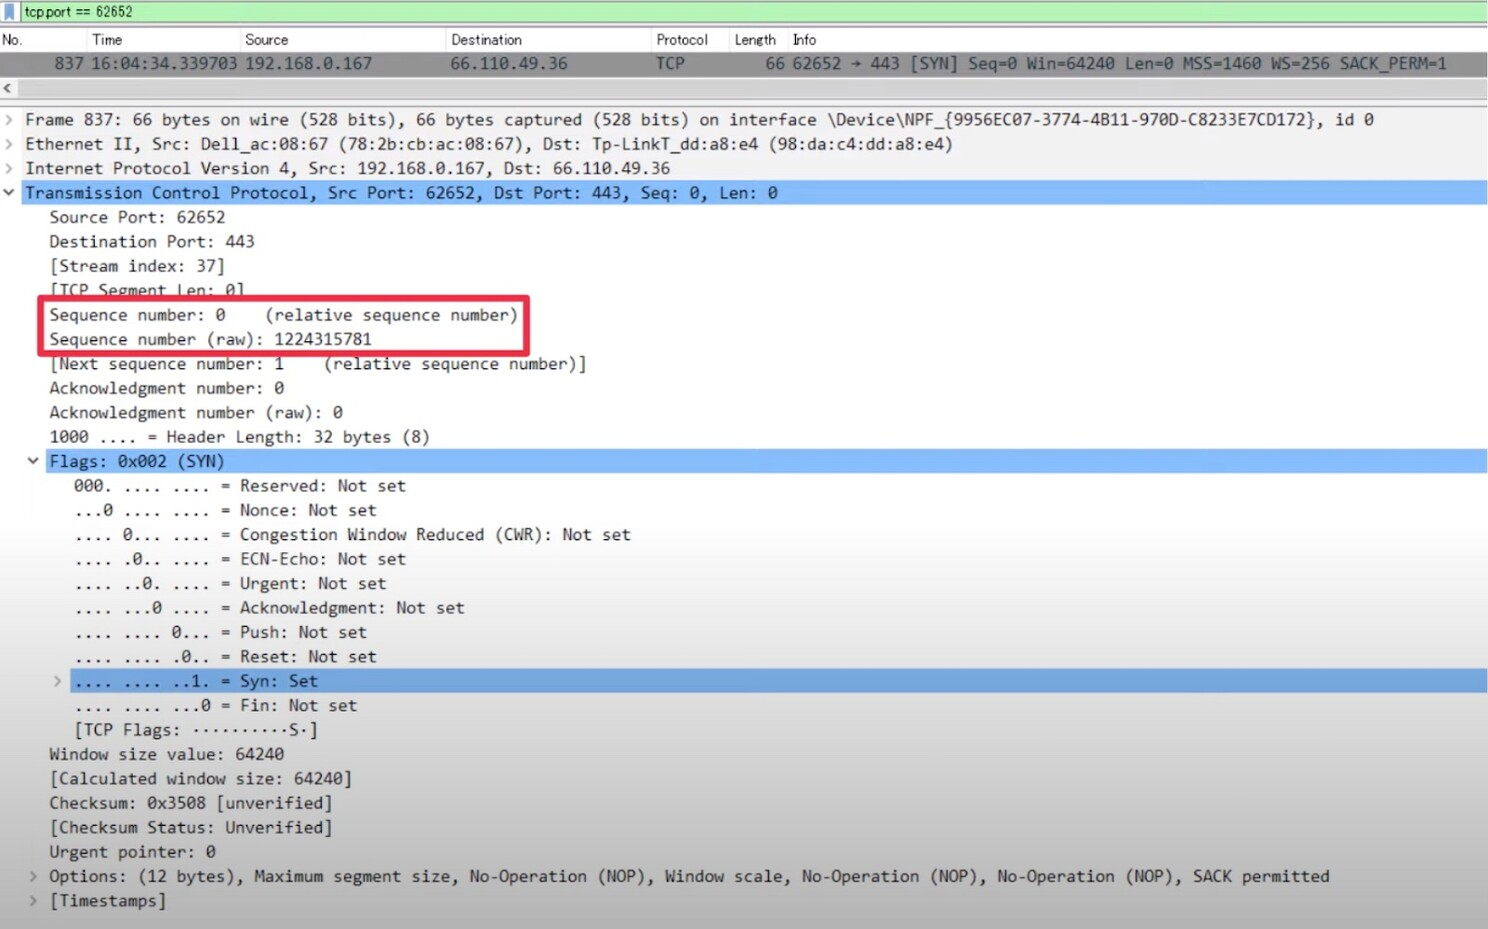 tcp.port == 62652
No. Time Source Destination Protocol Length Info
837 16:04:34.339703 192.168.0.167 66.110.49.36 TCP 66 62652 → 443 [SYN] Seq=0 Win=64240 Len=0 MSS=1460 WS=256 SACK_PERM=1
Frame 837: 66 bytes on wire (528 bits), 66 bytes captured (528 bits) on interface \Device\NPF_{9956EC07-3774-4B11-970D-C8233E7CD172}, id 0
Ethernet II, Src: Dell_ac:08:67 (78:2b:cb:ac:08:67), Dst: Tp-LinkT_dd:a8:e4 (98:da:c4:dd:a8:e4)
Internet Protocol Version 4, Src: 192.168.0.167, Dst: 66.110.49.36
Transmission Control Protocol, Src Port: 62652, Dst Port: 443, Seq: 0, Len: 0
Source Port: 62652
Destination Port: 443
[Stream index: 37]
[TCP Segment Len: 0]
Sequence number: 0 (relative sequence number)
Sequence number (raw): 1224315781
[Next sequence number: 1 (relative sequence number)]
Acknowledgment number: 0
Acknowledgment number (raw): 0
1000 .... = Header Length: 32 bytes (8)
Flags: 0x002 (SYN)
000. .... .... = Reserved: Not set
...0 .... .... = Nonce: Not set
.... 0... .... = Congestion Window Reduced (CWR): Not set
.... .0.. .... = ECN-Echo: Not set
.... ..0. .... = Urgent: Not set
.... ...0 .... = Acknowledgment: Not set
.... .... 0... = Push: Not set
.... .... .0.. = Reset: Not set
.... .... ..1. = Syn: Set
.... .... ...0 = Fin: Not set
[TCP Flags: ··········S·]
Window size value: 64240
[Calculated window size: 64240]
Checksum: 0x3508 [unverified]
[Checksum Status: Unverified]
Urgent pointer: 0
Options: (12 bytes), Maximum segment size, No-Operation (NOP), Window scale, No-Operation (NOP), No-Operation (NOP), SACK permitted
[Timestamps]